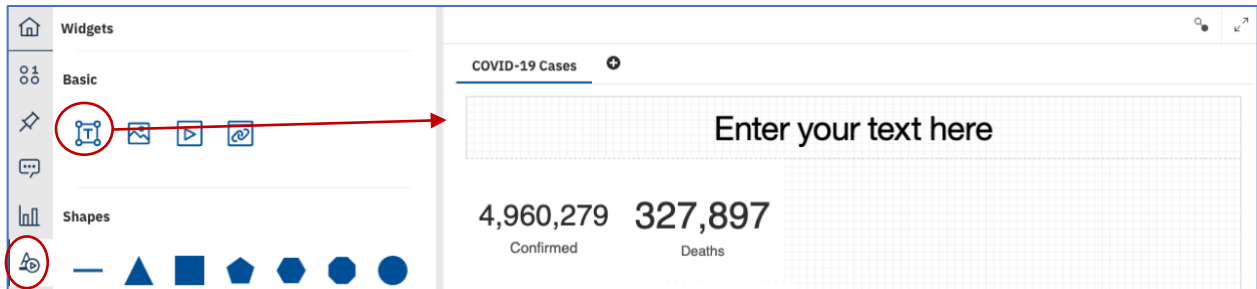 Widgets
COVID-19 Cases
Basic
T
Enter your text here
Shapes
4,960,279 327,897
Confirmed Deaths